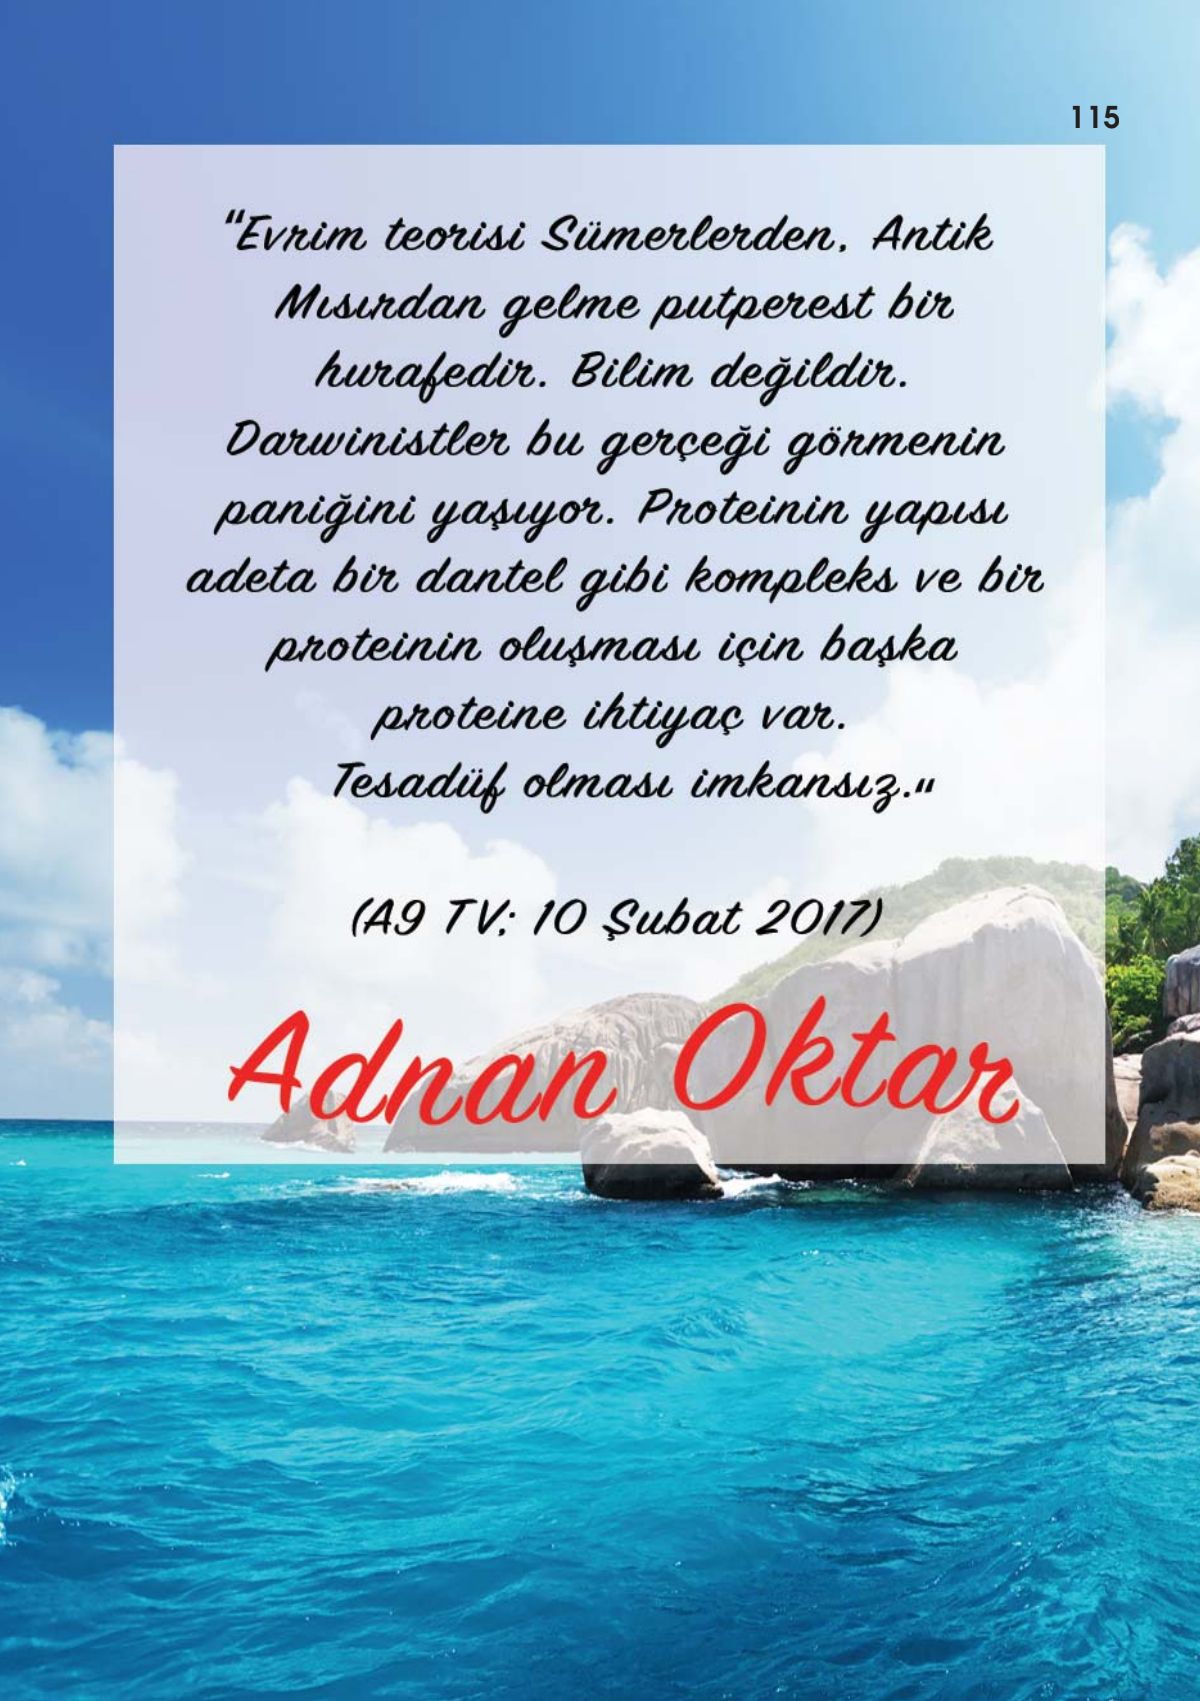 115
"Evrim teorisi Sümerlerden, Antik
Mısırdan gelme putperest bir
hurafedir. Bilim değildir.
Darwinistler bu gerçeği görmenin
paniğini yaşıyor. Proteinin yapısı
adeta bir dantel gibi kompleks ve bir
proteinin oluşması için başka
proteine ihtiyaç var.
Tesadüf olması imkansız."
(A9 TV; 10 Şubat 2017)
Adnan Oktar